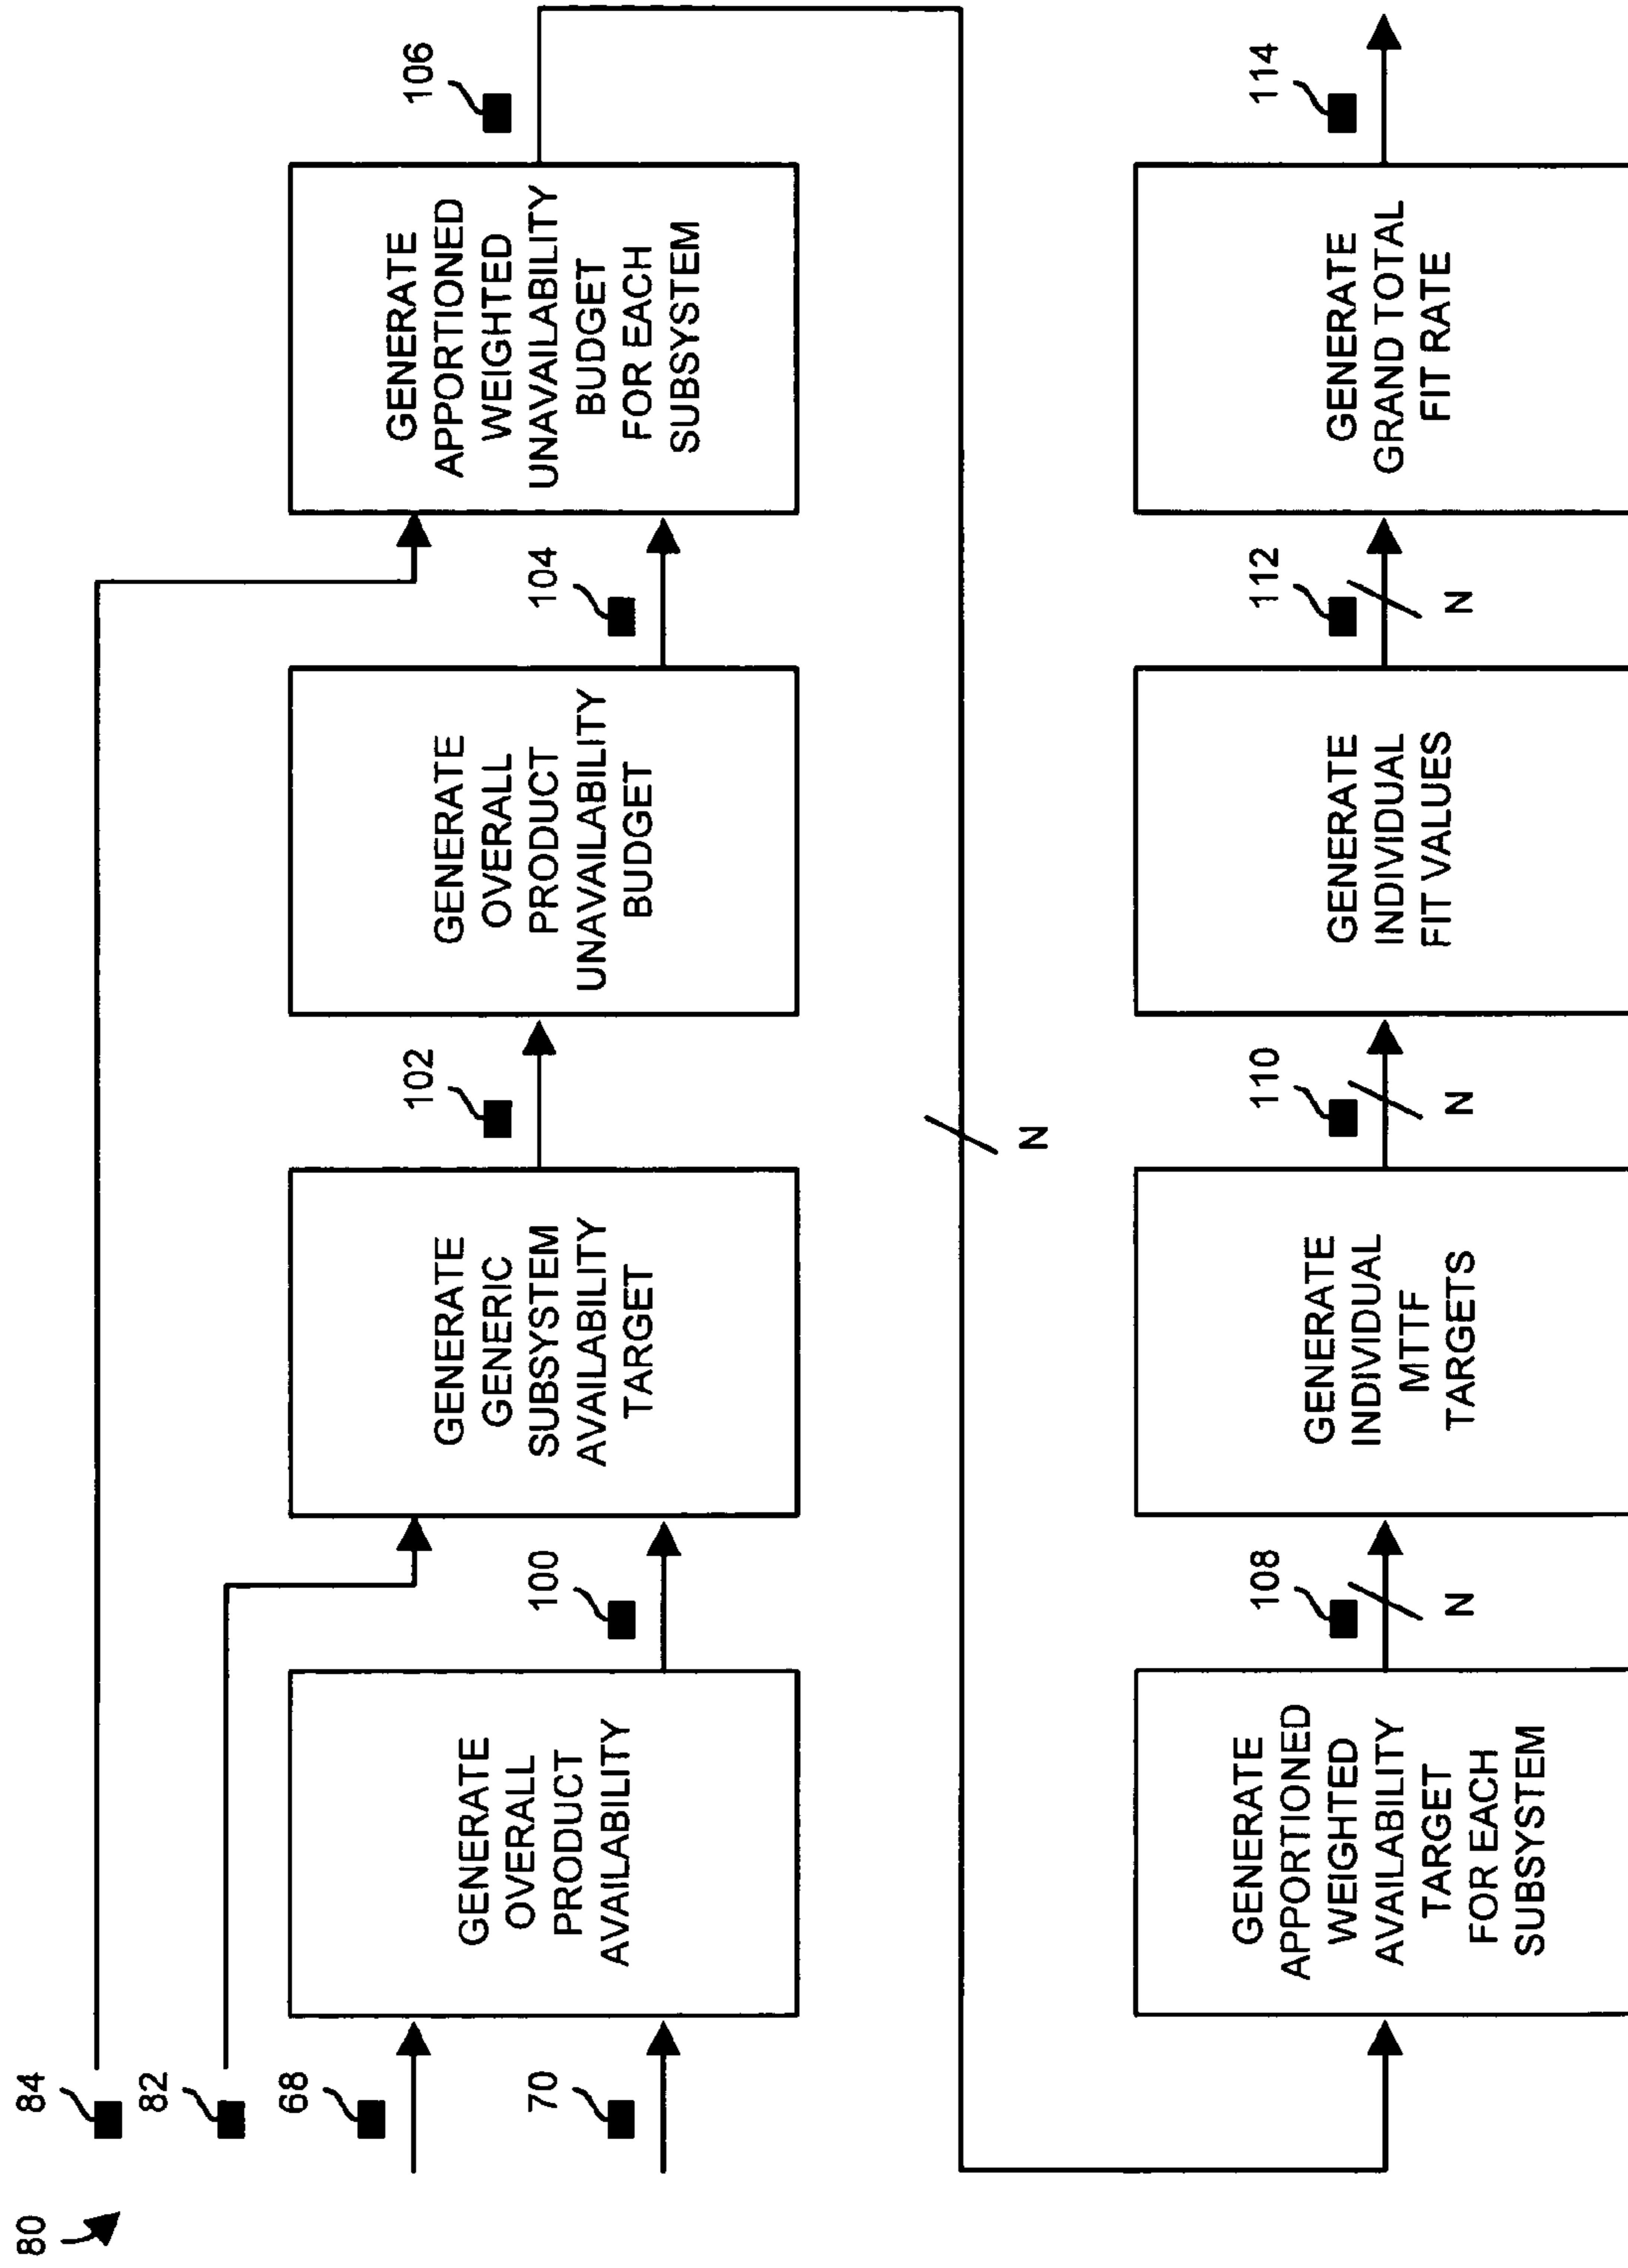 80
84
82
68
70
GENERATE
OVERALL
PRODUCT
AVAILABILITY
100
GENERATE
GENERIC
SUBSYSTEM
AVAILABILITY
TARGET
102
GENERATE
OVERALL
PRODUCT
UNAVAILABILITY
BUDGET
104
GENERATE
APPORTIONED
WEIGHTED
UNAVAILABILITY
BUDGET
FOR EACH
SUBSYSTEM
106
N
GENERATE
APPORTIONED
WEIGHTED
AVAILABILITY
TARGET
FOR EACH
SUBSYSTEM
108
N
GENERATE
INDIVIDUAL
MTTF
TARGETS
110
N
GENERATE
INDIVIDUAL
FIT VALUES
112
N
GENERATE
GRAND TOTAL
FIT RATE
114